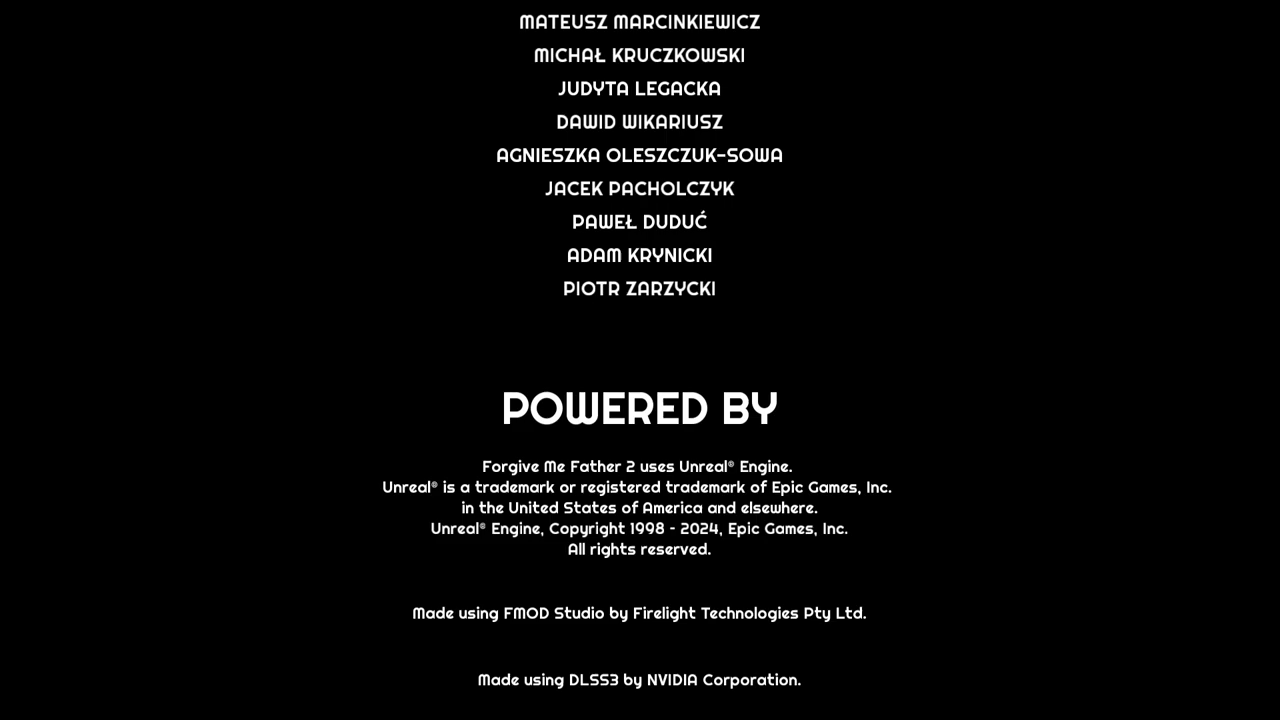 MATEUSZ MARCINKIEWICZ
MICHAŁ KRUCZKOWSKI
JUDYTA LEGACKA
DAWID WIKARIUSZ
AGNIESZKA OLESZCZUK-SOWA
JACEK PACHOLCZYK
PAWEŁ DUDUĆ
ADAM KRYNICKI
PIOTR ZARZYCKI
POWERED BY
Forgive Me Father 2 uses Unreal® Engine.
Unreal® is a trademark or registered trademark of Epic Games, Inc.
in the United States of America and elsewhere.
Unreal® Engine, Copyright 1998 - 2024, Epic Games, Inc.
All rights reserved.
Made using FMOD Studio by Firelight Technologies Pty Ltd.
Made using DLSS3 by NVIDIA Corporation.